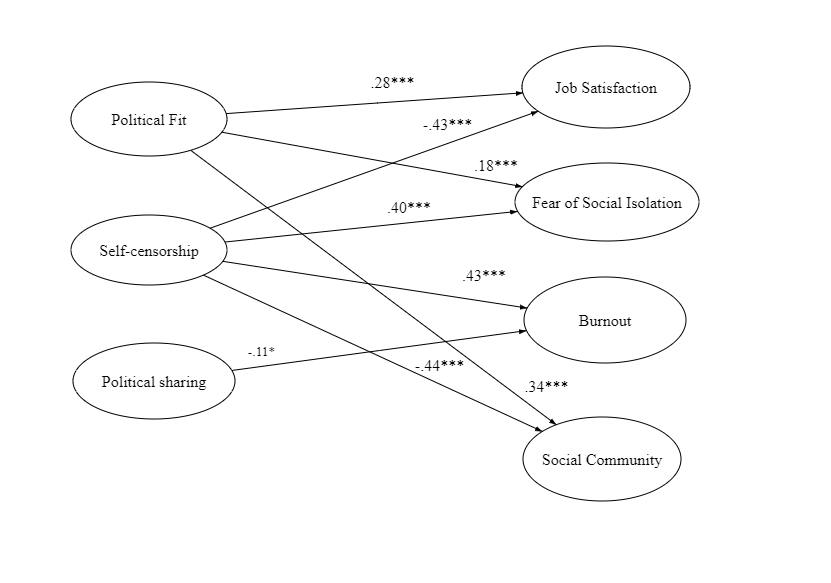 .28***
Job Satisfaction
Political Fit
-.43***
.18***
Fear of Social Isolation
.40***
Self-censorship
.43***
Burnout
-.11*
-.44***
Political sharing
.34***
Social Community